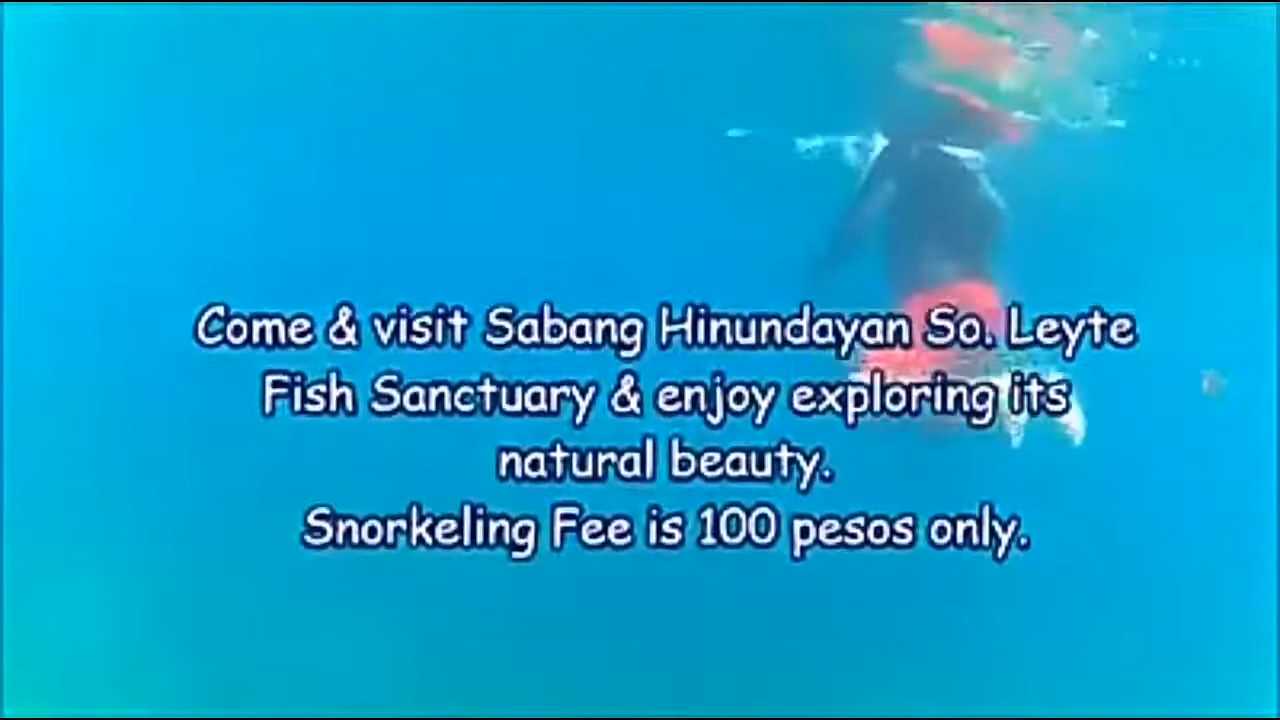 Come & visit Sabang Hinundayan So. Leyte
Fish Sanctuary & enjoy exploring its
natural beauty.
Snorkeling Fee is 100 pesos only.